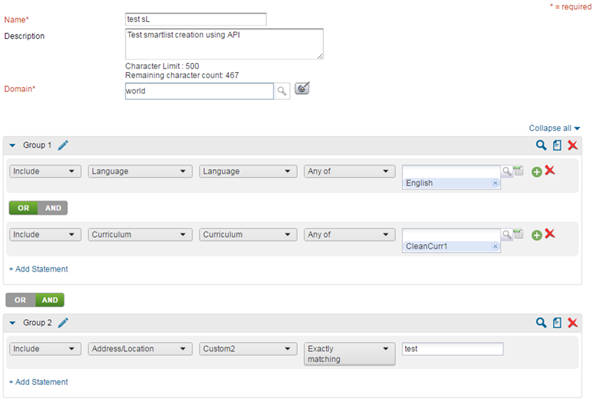 * = required
Name* test sL
Description Test smartlist creation using API
Character Limit : 500
Remaining character count: 467
Domain* world
Collapse all
Group 1
Include Language Language Any of
English ×
OR AND
Include Curriculum Curriculum Any of
CleanCurr1 ×
+ Add Statement
OR AND
Group 2
Include Address/Location Custom2 Exactly matching test
+ Add Statement